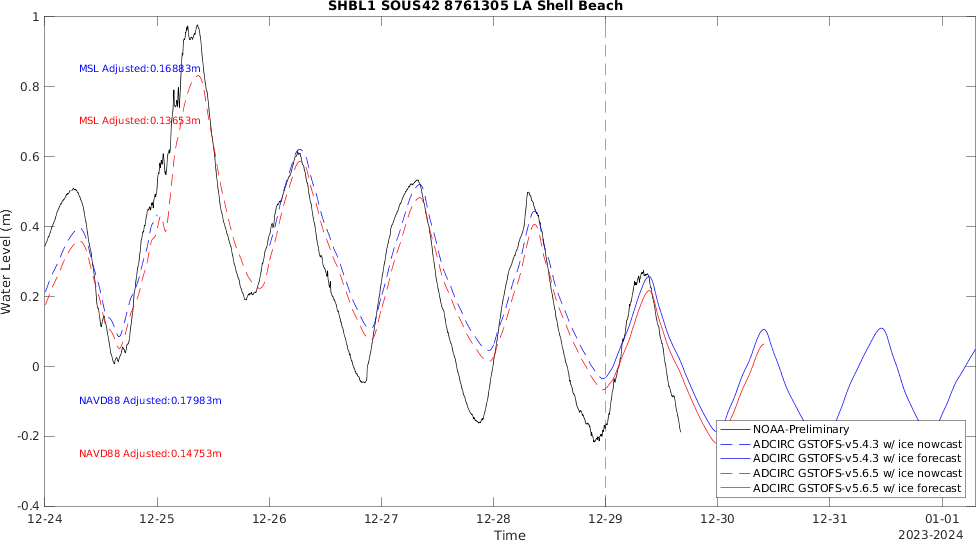 SHBL1 SOUS42 8761305 LA Shell Beach
1
0.8
0.6
0.4
0.2
0
-0.2
-0.4
Water Level (m)
MSL Adjusted:0.16883m
MSL Adjusted:0.13653m
NAVD88 Adjusted:0.17983m
NAVD88 Adjusted:0.14753m
NOAA-Preliminary
ADCIRC GSTOFS-v5.4.3 w/ ice nowcast
ADCIRC GSTOFS-v5.4.3 w/ ice forecast
ADCIRC GSTOFS-v5.6.5 w/ ice nowcast
ADCIRC GSTOFS-v5.6.5 w/ ice forecast
12-24 12-25 12-26 12-27 12-28 12-29 12-30 12-31 01-01
Time
2023-2024